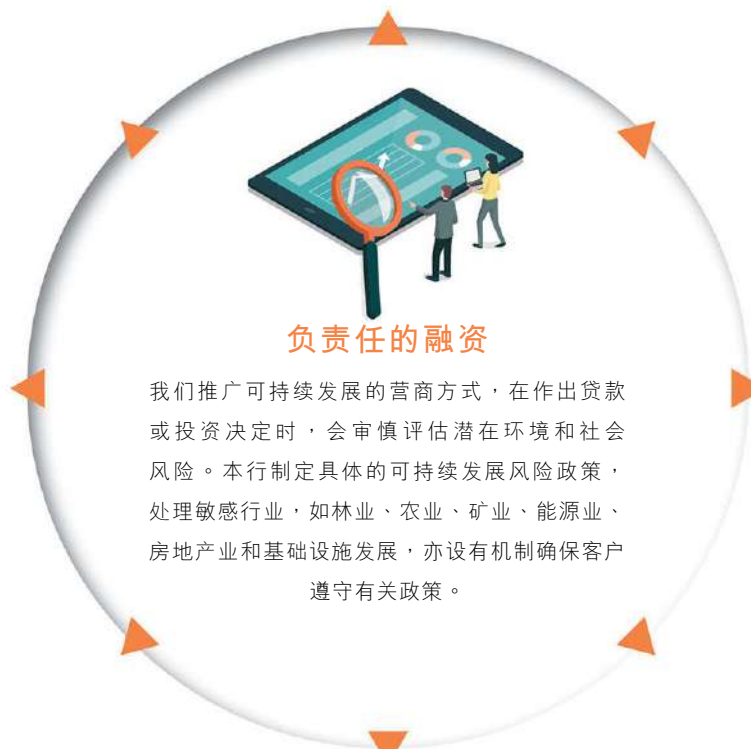 负责任的融资
我们推广可持续发展的营商方式，在作出贷款
或投资决定时，会审慎评估潜在环境和社会
风险。本行制定具体的可持续发展风险政策，
处理敏感行业，如林业、农业、矿业、能源业、
房地产业和基础设施发展，亦设有机制确保客户
遵守有关政策。